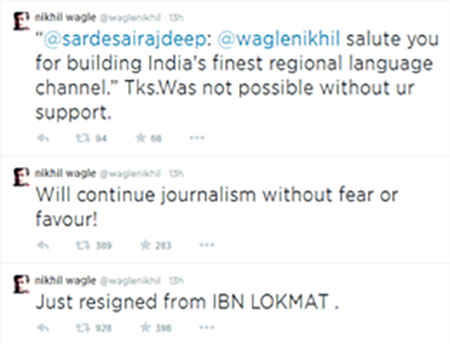 nikhil wagle @waglenikhil · 13h
"@sardesairajdeep: @waglenikhil salute you
for building India's finest regional language
channel." Tks.Was not possible without ur
support.
94 68
nikhil wagle @waglenikhil · 13h
Will continue journalism without fear or
favour!
389 283
nikhil wagle @waglenikhil · 13h
Just resigned from IBN LOKMAT .
928 398